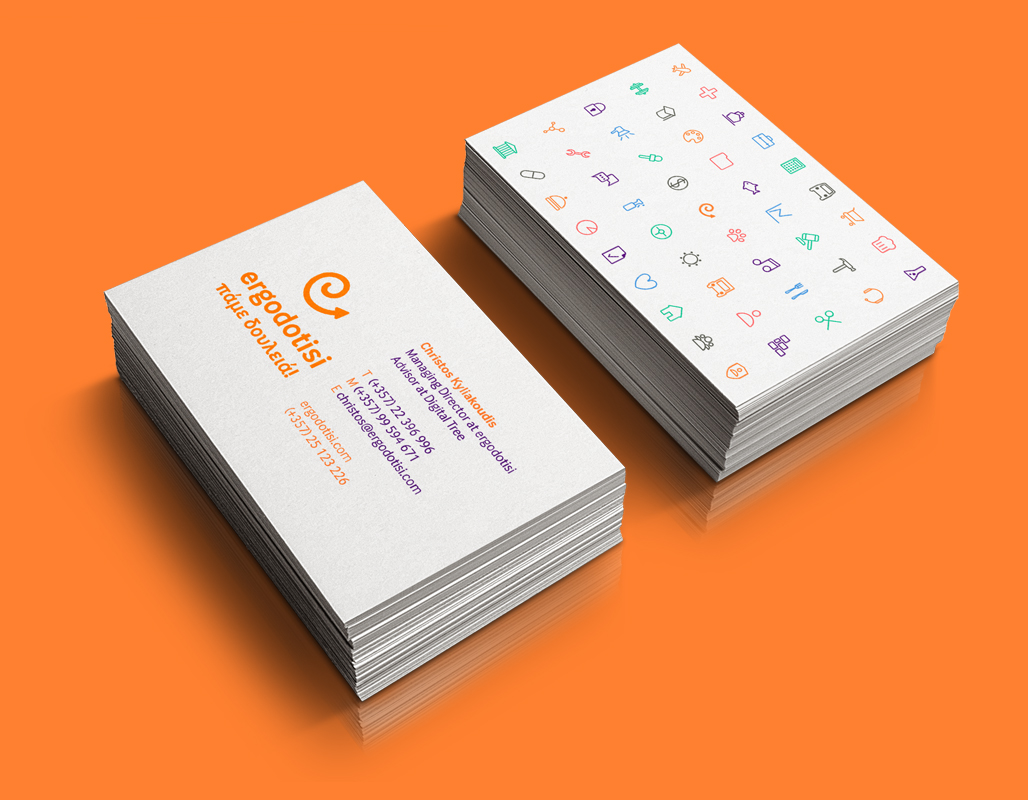 ergodotisi
πάμε δουλειά!
Christos Kyliakoudis
Managing Director at ergodotisi
Advisor at Digital Tree
T (+357) 22 396 996
M (+357) 99 594 671
E christos@ergodotisi.com
ergodotisi.com
(+357) 25 123 226